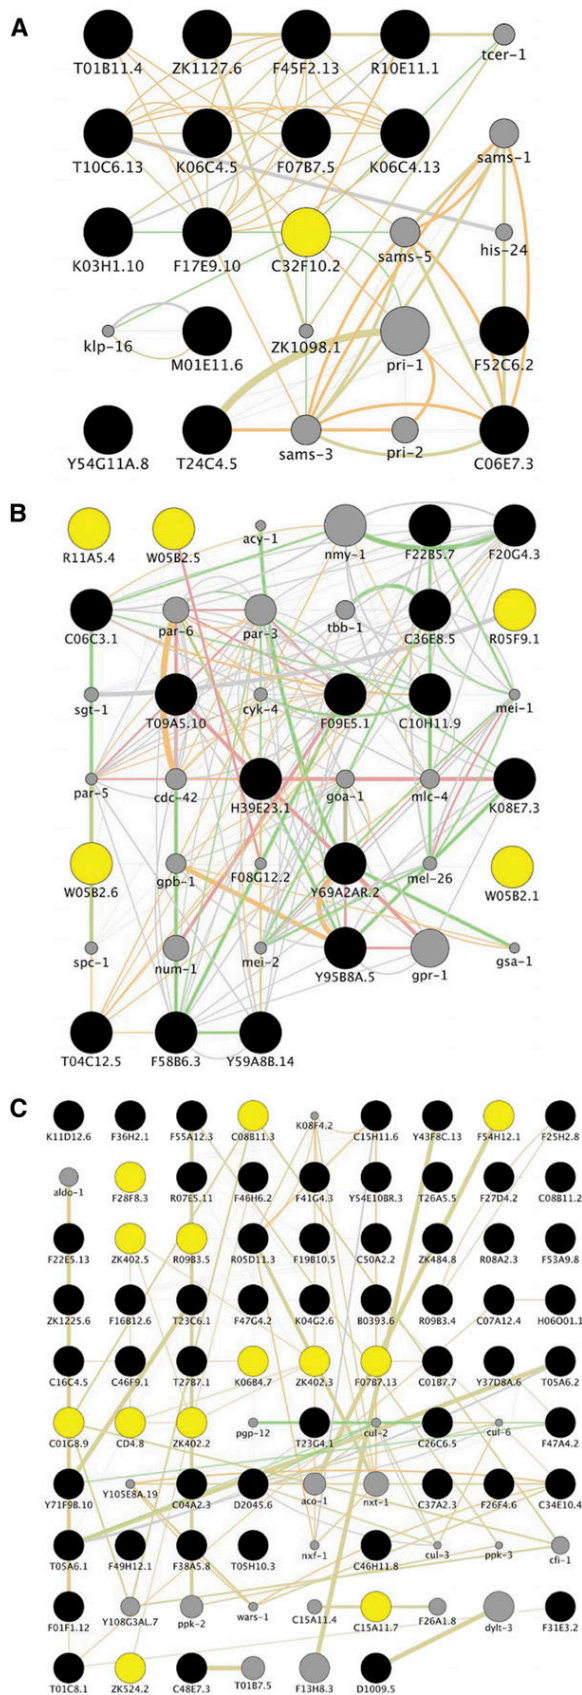 A
T01B11.4 ZK1127.6 F45F2.13 R10E11.1 tcer-1
T10C6.13 K06C4.5 F07B7.5 K06C4.13 sams-1
K03H1.10 F17E9.10 C32F10.2 sams-5 his-24
klp-16 M01E11.6 ZK1098.1 pri-1 F52C6.2
Y54G11A.8 T24C4.5 sams-3 pri-2 C06E7.3
B
R11A5.4 W05B2.5 acy-1 nmy-1 F22B5.7 F20G4.3
C06C3.1 par-6 par-3 tbb-1 C36E8.5 R05F9.1
sgt-1 T09A5.10 cyk-4 F09E5.1 C10H11.9 mei-1
par-5 cdc-42 H39E23.1 goa-1 mlc-4 K08E7.3
W05B2.6 gpb-1 F08G12.2 Y69A2AR.2 mel-26 W05B2.1
spc-1 num-1 mei-2 Y95B8A.5 gpr-1 gsa-1
T04C12.5 F58B6.3 Y59A8B.14
C
K11D12.6 F36H2.1 F55A12.3 C08B11.3 K08F4.2 C15H11.6 Y43F8C.13 F54H12.1 F25H2.8
aldo-1 F28F8.3 R07E5.11 F46H6.2 F41G4.3 Y54E10BR.3 T26A5.5 F27D4.2 C08B11.2
F22E5.13 ZK402.5 R09B3.5 R05D11.3 F19B10.5 C50A2.2 ZK484.8 R08A2.3 F53A9.8
ZK1225.6 F16B12.6 T23C6.1 F47G4.2 K04G2.6 B0393.6 R09B3.4 C07A12.4 H06O01.1
C16C4.5 C46F9.1 T27B7.1 K06B4.7 ZK402.3 F07B7.13 C01B7.7 Y37D8A.6 T05A6.2
C01G8.9 CD4.8 ZK402.2 pgp-12 T23G4.1 cul-2 C26C6.5 cul-6 F47A4.2
Y71F9B.10 Y105E8A.19 C04A2.3 D2045.6 aco-1 nxt-1 C37A2.3 F26F4.6 C34E10.4
T05A6.1 F49H12.1 F38A5.8 T05H10.3 nxf-1 C46H11.8 cul-3 ppk-3 cfi-1
F01F1.12 Y108G3AL.7 ppk-2 wars-1 C15A11.4 C15A11.7 F26A1.8 dylt-3 F31E3.2
T01C8.1 ZK524.2 C48E7.3 T01B7.5 F13H8.3 D1009.5